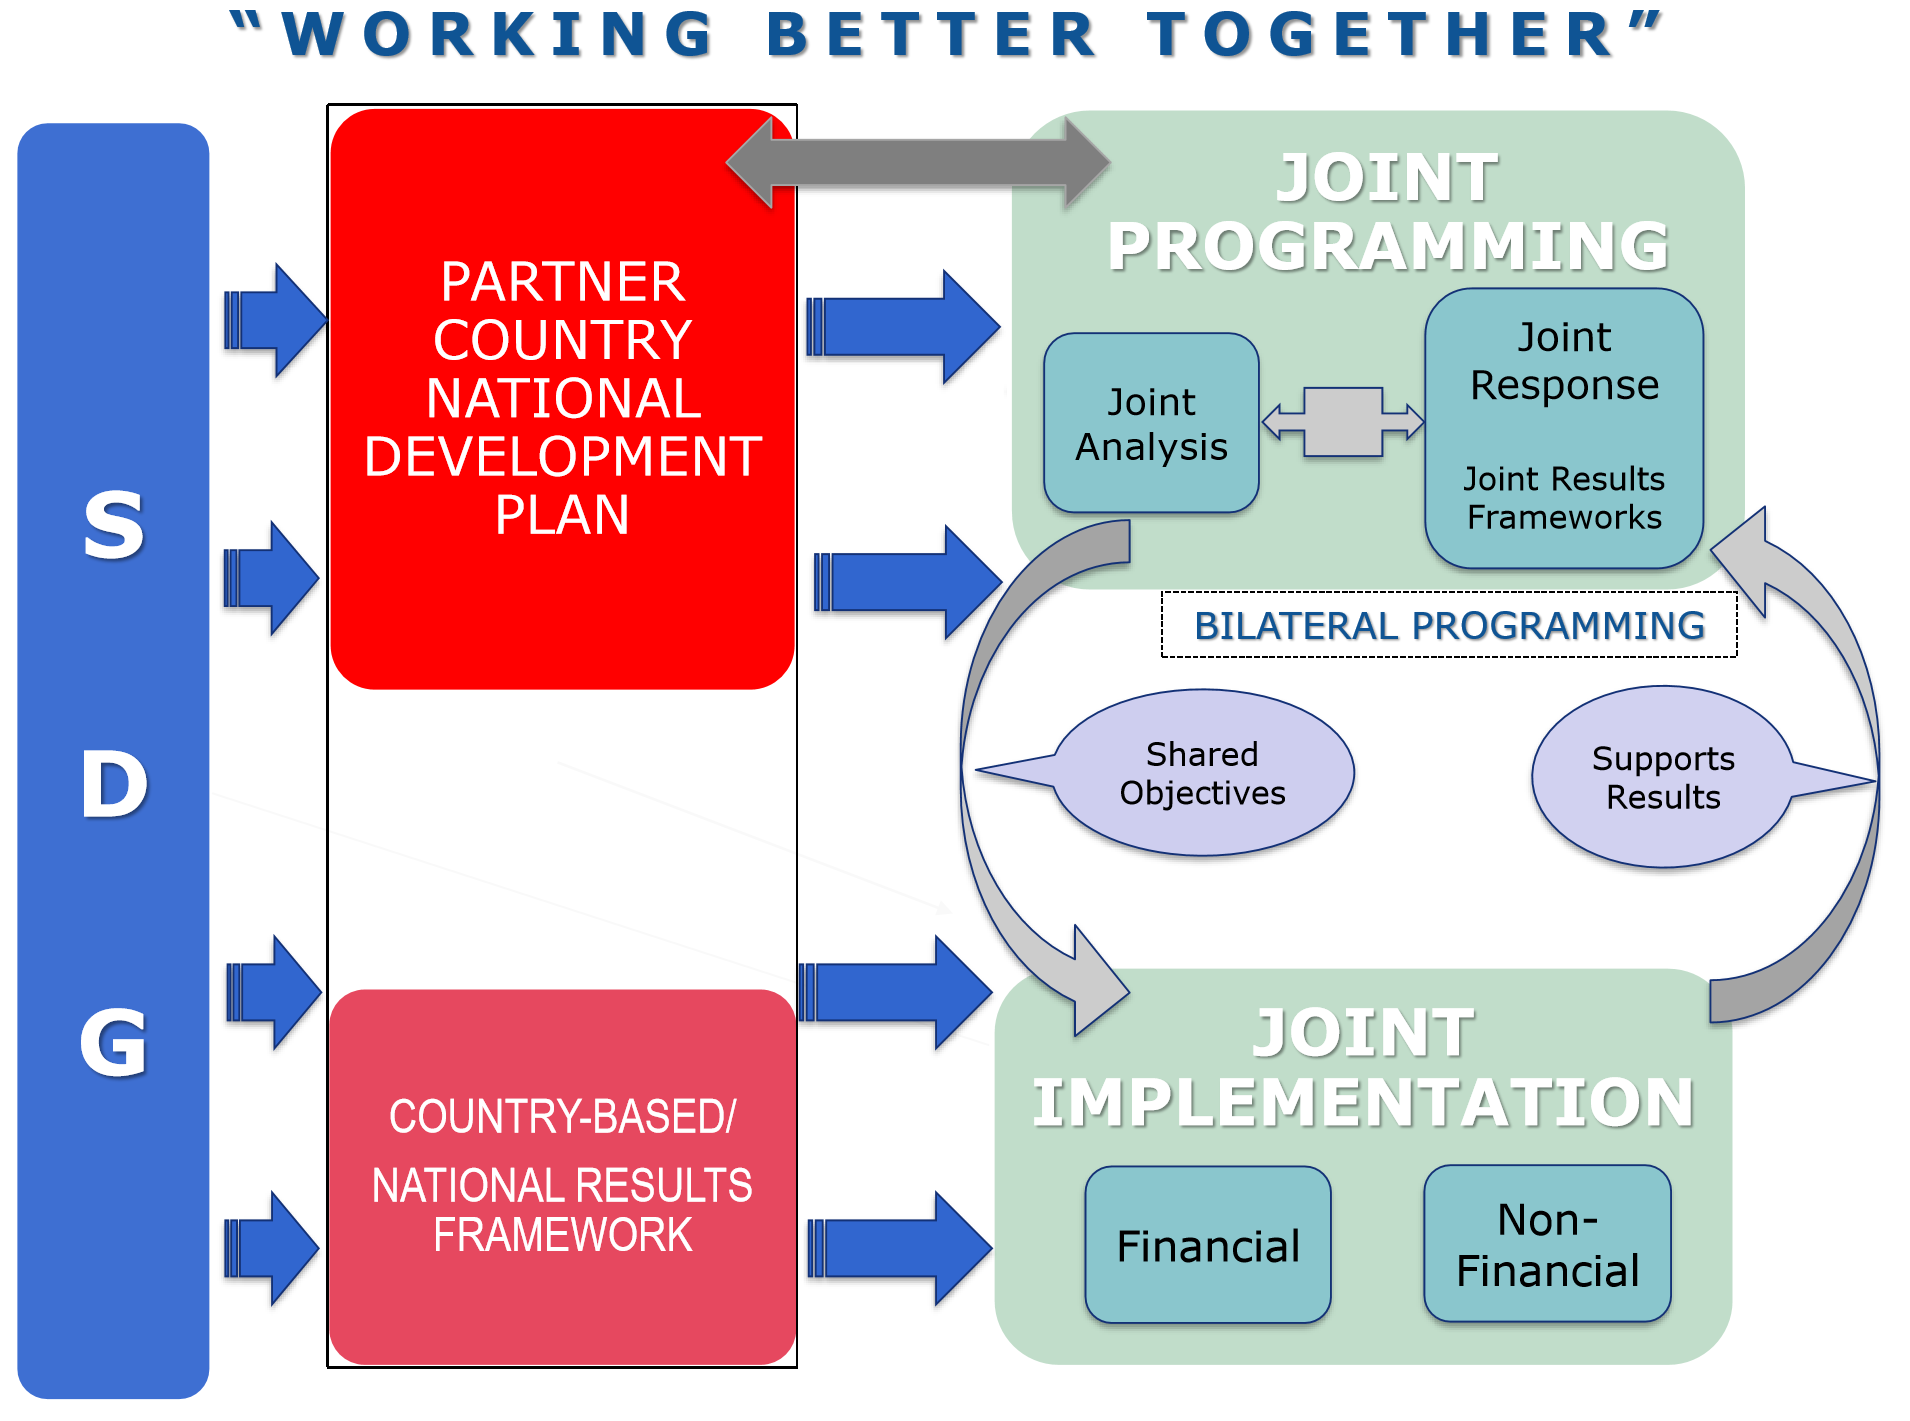 “WORKING BETTER TOGETHER”
S
D
G
PARTNER
COUNTRY
NATIONAL
DEVELOPMENT
PLAN
COUNTRY-BASED/
NATIONAL RESULTS
FRAMEWORK
JOINT
PROGRAMMING
Joint
Analysis
Joint
Response
Joint Results
Frameworks
BILATERAL PROGRAMMING
Shared
Objectives
Supports
Results
JOINT
IMPLEMENTATION
Financial
Non-
Financial